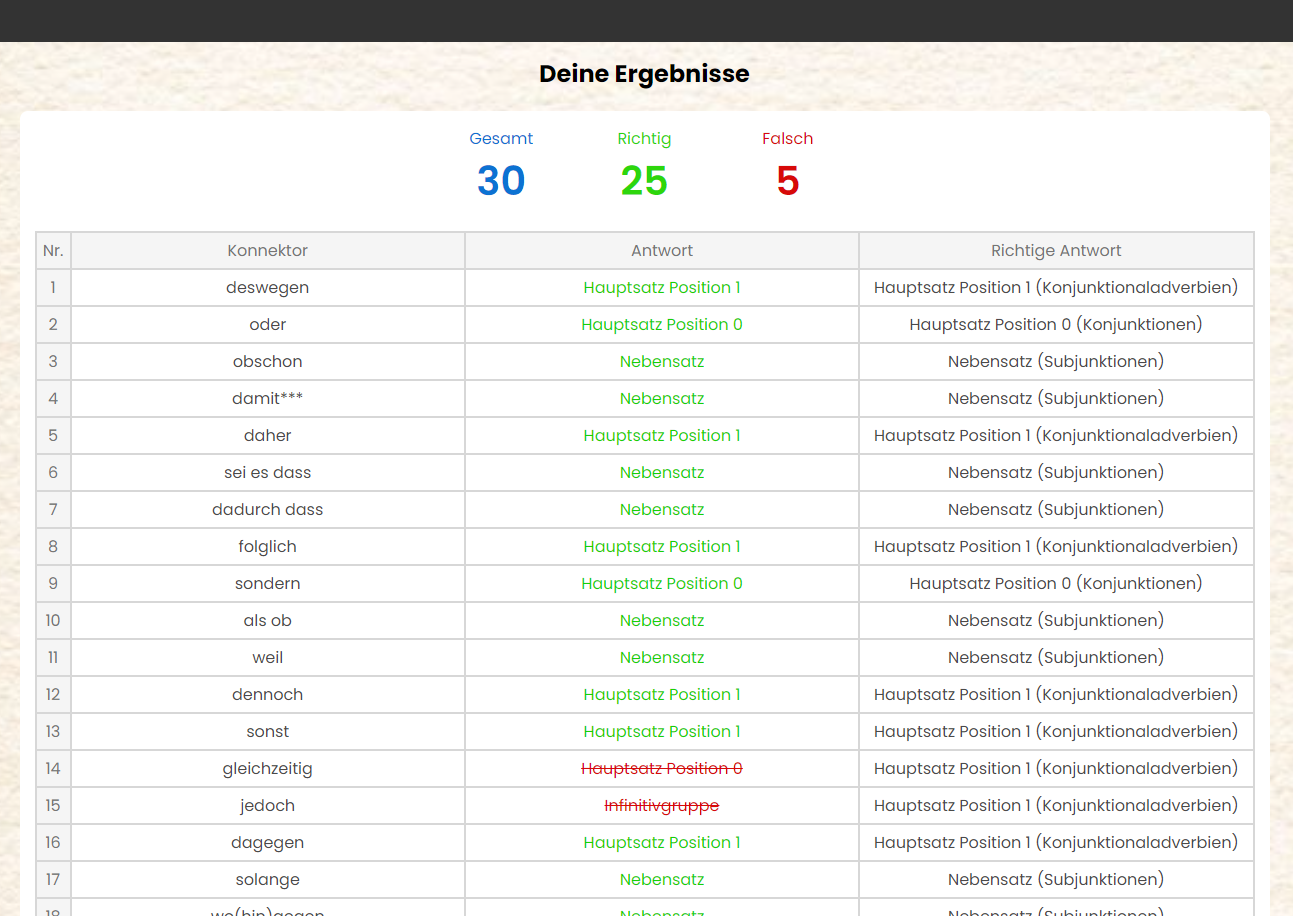 Deine Ergebnisse
Gesamt Richtig Falsch
30 25 5
Nr. Konnektor Antwort Richtige Antwort
1 deswegen Hauptsatz Position 1 Hauptsatz Position 1 (Konjunktionaladverbien)
2 oder Hauptsatz Position 0 Hauptsatz Position 0 (Konjunktionen)
3 obschon Nebensatz Nebensatz (Subjunktionen)
4 damit*** Nebensatz Nebensatz (Subjunktionen)
5 daher Hauptsatz Position 1 Hauptsatz Position 1 (Konjunktionaladverbien)
6 sei es dass Nebensatz Nebensatz (Subjunktionen)
7 dadurch dass Nebensatz Nebensatz (Subjunktionen)
8 folglich Hauptsatz Position 1 Hauptsatz Position 1 (Konjunktionaladverbien)
9 sondern Hauptsatz Position 0 Hauptsatz Position 0 (Konjunktionen)
10 als ob Nebensatz Nebensatz (Subjunktionen)
11 weil Nebensatz Nebensatz (Subjunktionen)
12 dennoch Hauptsatz Position 1 Hauptsatz Position 1 (Konjunktionaladverbien)
13 sonst Hauptsatz Position 1 Hauptsatz Position 1 (Konjunktionaladverbien)
14 gleichzeitig Hauptsatz Position 0 Hauptsatz Position 1 (Konjunktionaladverbien)
15 jedoch Infinitivgruppe Hauptsatz Position 1 (Konjunktionaladverbien)
16 dagegen Hauptsatz Position 1 Hauptsatz Position 1 (Konjunktionaladverbien)
17 solange Nebensatz Nebensatz (Subjunktionen)
18 wo(hin)gegen Nebensatz Nebensatz (Subjunktionen)